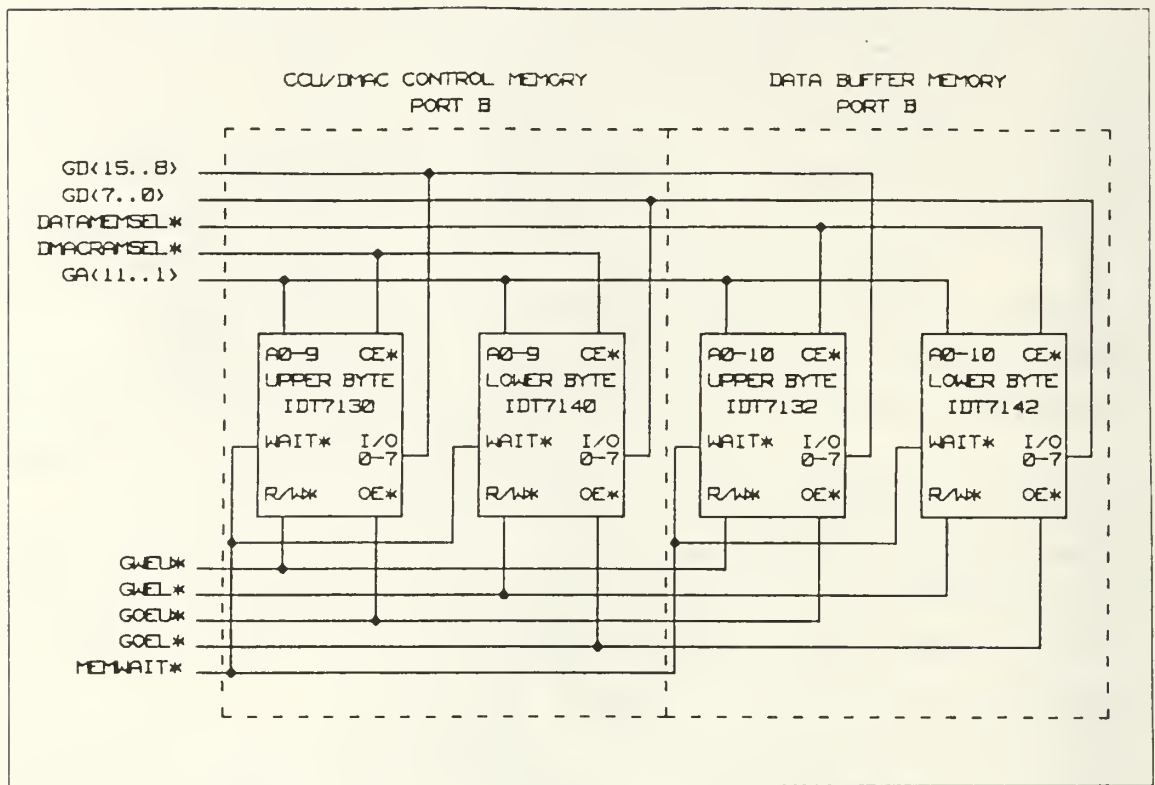 CCU/DMAC CONTROL MEMORY
PORT B
DATA BUFFER MEMORY
PORT B
GD(15..8)
GD(7..0)
DATAMEMSEL*
DMACRAMSEL*
GA(11..1)
A0-9 CE*
UPPER BYTE
IDT7130
WAIT* I/O
0-7
R/W* OE*
A0-9 CE*
LOWER BYTE
IDT7140
WAIT* I/O
0-7
R/W* OE*
A0-10 CE*
UPPER BYTE
IDT7132
WAIT* I/O
0-7
R/W* OE*
A0-10 CE*
LOWER BYTE
IDT7142
WAIT* I/O
0-7
R/W* OE*
GWEU*
GWEL*
GOEU*
GOEL*
MEMWAIT*